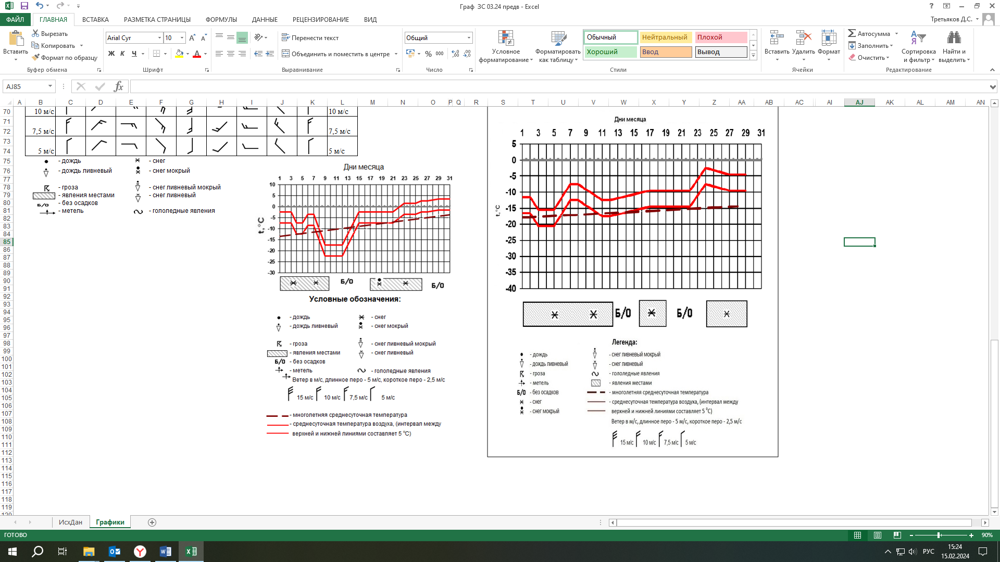 Граф ЗС 03.24 предв - Excel
ФАЙЛ ГЛАВНАЯ ВСТАВКА РАЗМЕТКА СТРАНИЦЫ ФОРМУЛЫ ДАННЫЕ РЕЦЕНЗИРОВАНИЕ ВИД Третьяков Д.С.
Вставить
Вырезать
Копировать
Формат по образцу
Буфер обмена
Arial Cyr 10
Ж К Ч
Шрифт
Перенести текст
Объединить и поместить в центре
Выравнивание
Общий
% 000
Число
Условное форматирование
Форматировать как таблицу
Обычный Нейтральный Плохой
Хороший Ввод Вывод
Стили
Вставить Удалить Формат
Ячейки
Автосумма
Заполнить
Очистить
Сортировка и фильтр
Найти и выделить
Редактирование
AJ85 fx
A B C D E F G H I J K L M N O P Q R S T U V W X Y Z AA AB AC AI AJ AK AL AM AN
70
71
72
73
74
75
76
77
78
79
80
81
82
83
84
85
86
87
88
89
90
91
92
93
94
95
96
97
98
99
100
101
102
103
104
105
106
107
108
109
110
111
112
113
114
115
116
117
118
119
120
10 м/с 10 м/с
7,5 м/с 7,5 м/с
5 м/с 5 м/с
- дождь - снег
- дождь ливневый - снег мокрый
- гроза - снег ливневый мокрый
- явления местами - снег ливневый
Б/О - без осадков
- метель - гололедные явления
Дни месяца
1 3 5 7 9 11 13 15 17 19 21 23 25 27 29 31
10
5
0
-5
-10
-15
-20
-25
-30
t,°C
Б/О Б/О
Условные обозначения:
- дождь - снег
- дождь ливневый - снег мокрый
- гроза - снег ливневый мокрый
- явления местами - снег ливневый
Б/О - без осадков
- метель - гололедные явления
Ветер в м/с, длинное перо - 5 м/с, короткое перо - 2,5 м/с
15 м/с 10 м/с 7,5 м/с 5 м/с
- многолетняя среднесуточная температура
- среднесуточная температура воздуха, (интервал между
верхней и нижней линиями составляет 5 °С)
Дни месяца
1 3 5 7 9 11 13 15 17 19 21 23 25 27 29 31
5
0
-5
-10
-15
-20
-25
-30
-35
-40
t,°C
Б/О Б/О
Легенда:
- дождь - снег ливневый мокрый
- дождь ливневый - снег ливневый
- гроза - гололедные явления
- метель - явления местами
Б/О - без осадков - многолетняя среднесуточная температура
- снег - среднесуточная температура воздуха, (интервал между
- снег мокрый верхней и нижней линиями составляет 5 °С)
Ветер в м/с, длинное перо - 5 м/с, короткое перо - 2,5 м/с
15 м/с 10 м/с 7,5 м/с 5 м/с
ИсхДан Графики
ГОТОВО 90%
РУС 15:24
15.02.2024